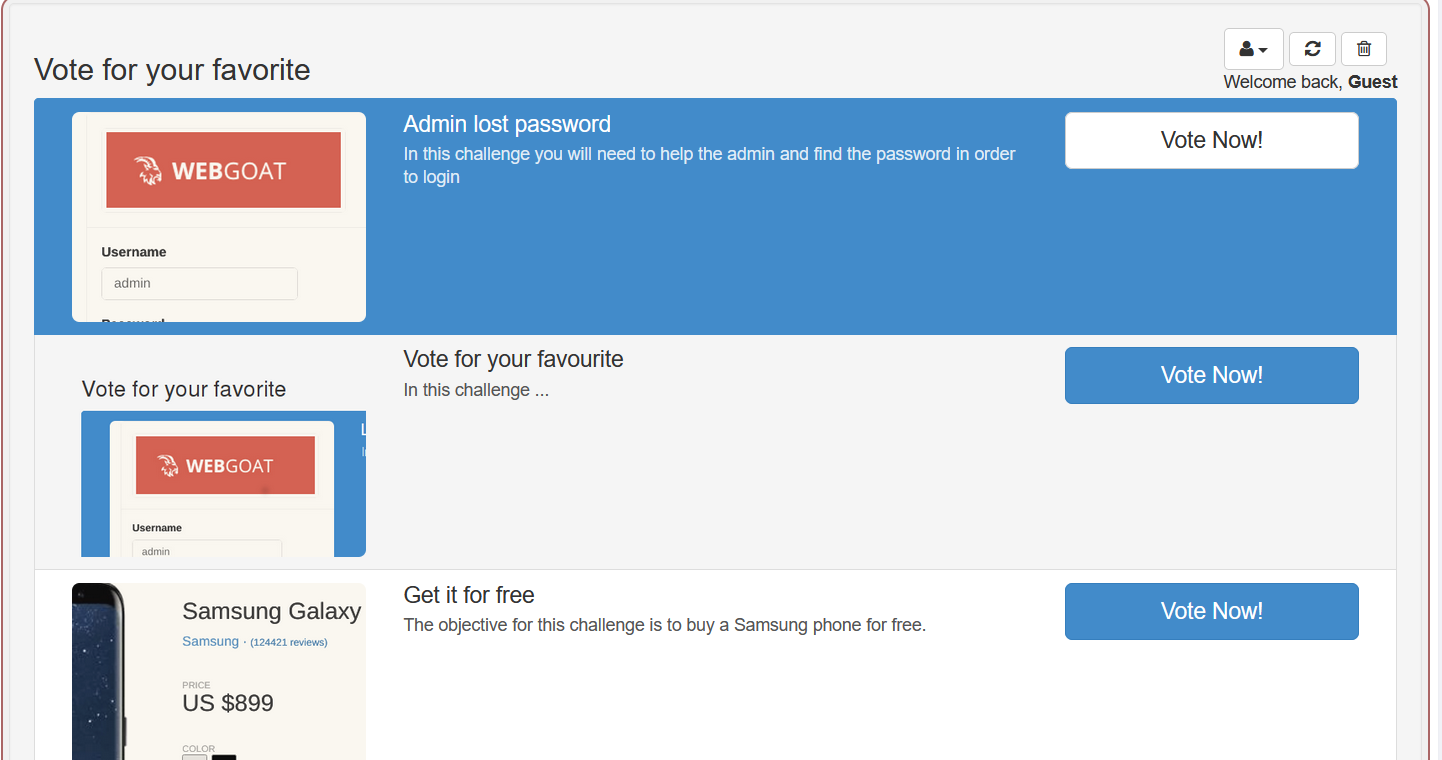 Vote for your favorite
Welcome back, Guest
WEBGOAT
Username
admin
Admin lost password
In this challenge you will need to help the admin and find the password in order
to login
Vote Now!
Vote for your favorite
WEBGOAT
Username
admin
Vote for your favourite
In this challenge ...
Vote Now!
Samsung Galaxy
Samsung · (124421 reviews)
PRICE
US $899
COLOR
Get it for free
The objective for this challenge is to buy a Samsung phone for free.
Vote Now!